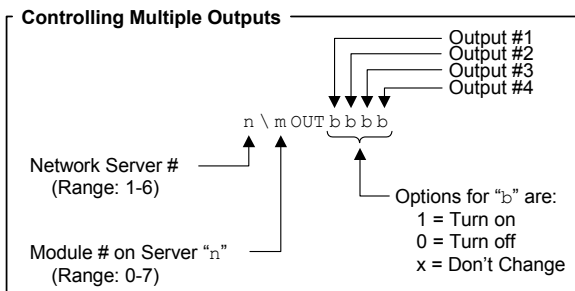 Controlling Multiple Outputs
Output #1
Output #2
Output #3
Output #4
n\mOUTbbbb
Network Server #
(Range: 1-6)
Module # on Server “n”
(Range: 0-7)
Options for “b” are:
1 = Turn on
0 = Turn off
x = Don’t Change